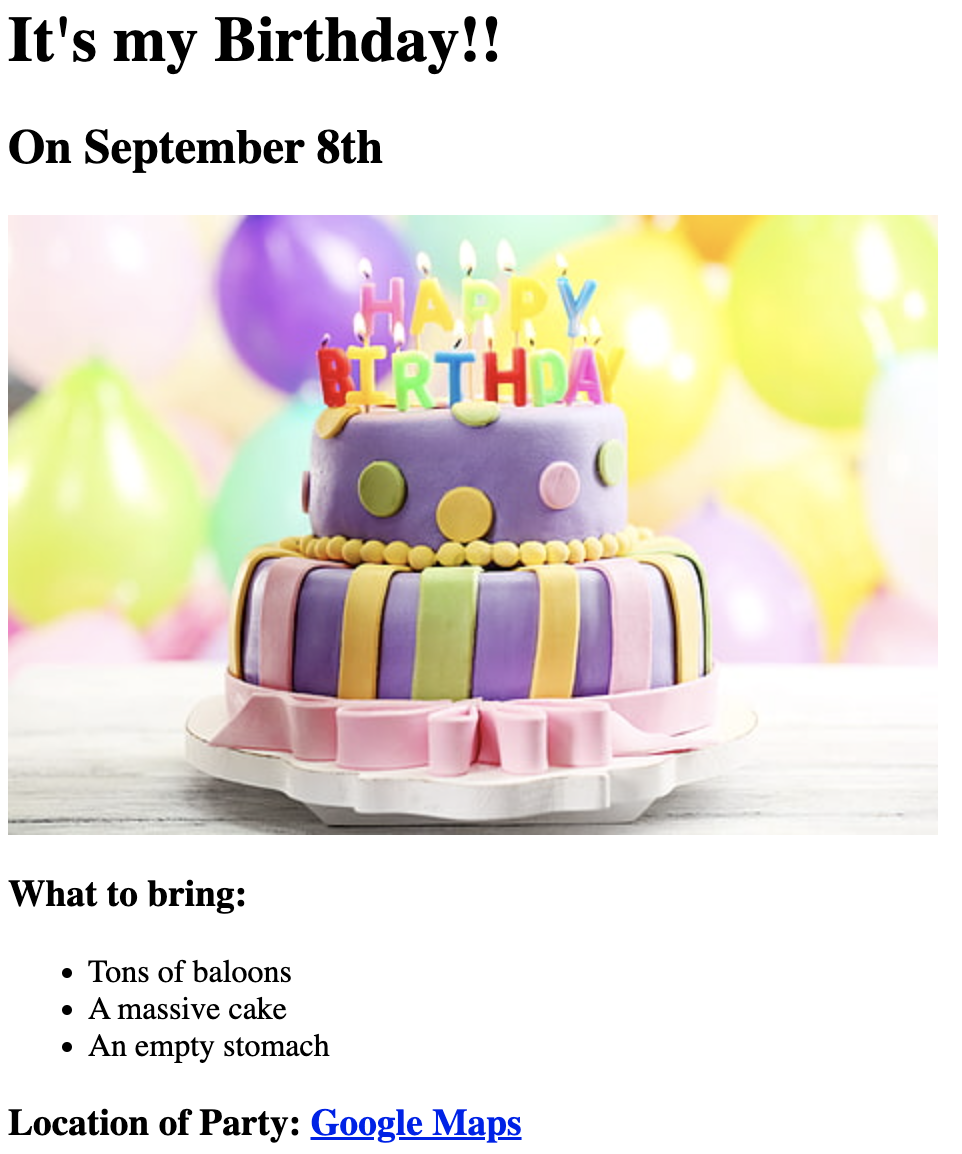 It's my Birthday!!
On September 8th
HAPPY
BIRTHDAY
What to bring:
Tons of baloons
A massive cake
An empty stomach
Location of Party: Google Maps